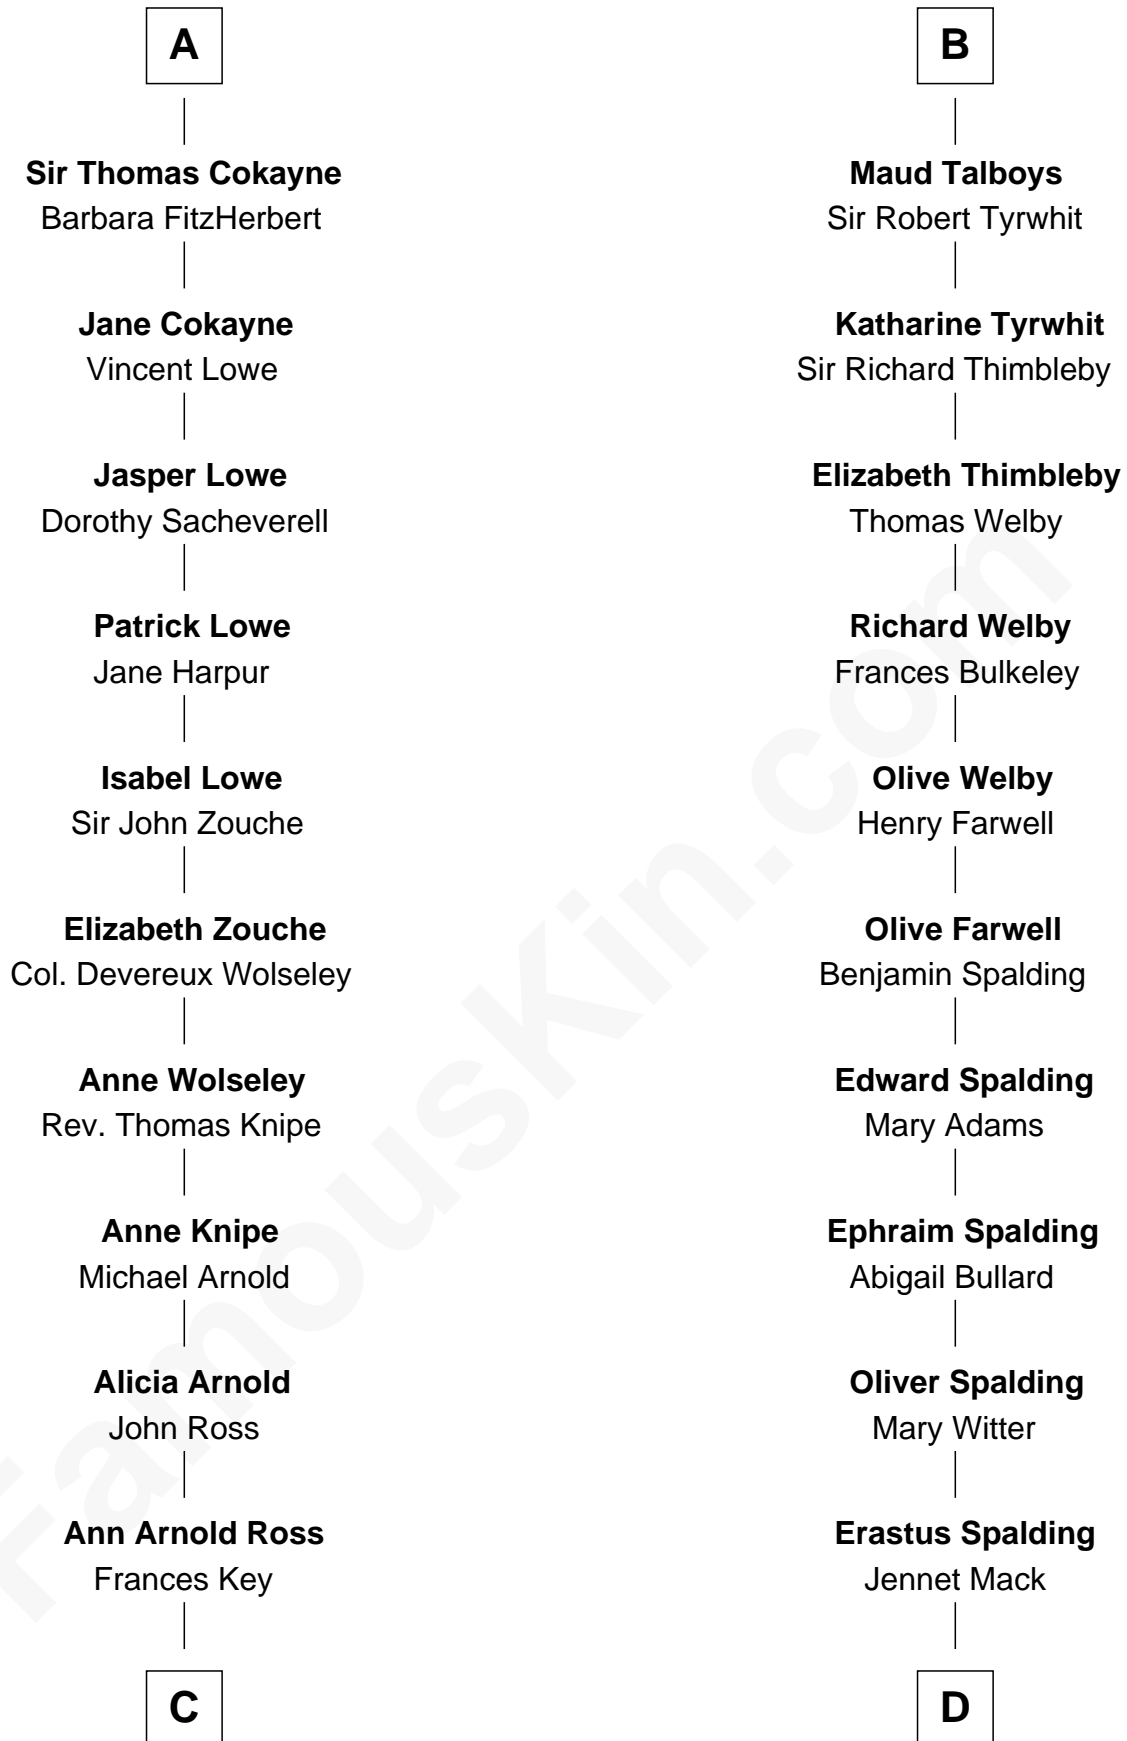 A
Sir Thomas Cokayne
Barbara FitzHerbert
Jane Cokayne
Vincent Lowe
Jasper Lowe
Dorothy Sacheverell
Patrick Lowe
Jane Harpur
Isabel Lowe
Sir John Zouche
Elizabeth Zouche
Col. Devereux Wolseley
Anne Wolseley
Rev. Thomas Knipe
Anne Knipe
Michael Arnold
Alicia Arnold
John Ross
Ann Arnold Ross
Frances Key
C
B
Maud Talboys
Sir Robert Tyrwhit
Katharine Tyrwhit
Sir Richard Thimbleby
Elizabeth Thimbleby
Thomas Welby
Richard Welby
Frances Bulkeley
Olive Welby
Henry Farwell
Olive Farwell
Benjamin Spalding
Edward Spalding
Mary Adams
Ephraim Spalding
Abigail Bullard
Oliver Spalding
Mary Witter
Erastus Spalding
Jennet Mack
D
FamousKin.com